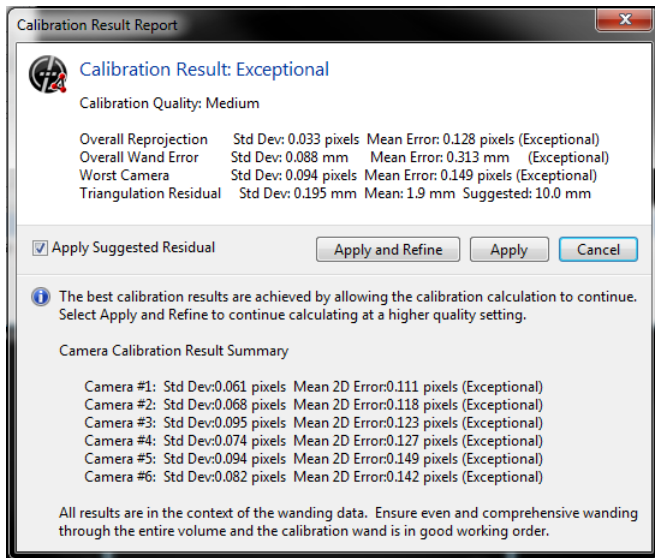 Calibration Result Report
Calibration Result: Exceptional
Calibration Quality: Medium
Overall Reprojection Std Dev: 0.033 pixels Mean Error: 0.128 pixels (Exceptional)
Overall Wand Error Std Dev: 0.088 mm Mean Error: 0.313 mm (Exceptional)
Worst Camera Std Dev: 0.094 pixels Mean Error: 0.149 pixels (Exceptional)
Triangulation Residual Std Dev: 0.195 mm Mean: 1.9 mm Suggested: 10.0 mm
Apply Suggested Residual Apply and Refine Apply Cancel
The best calibration results are achieved by allowing the calibration calculation to continue.
Select Apply and Refine to continue calculating at a higher quality setting.
Camera Calibration Result Summary
Camera #1: Std Dev:0.061 pixels Mean 2D Error:0.111 pixels (Exceptional)
Camera #2: Std Dev:0.068 pixels Mean 2D Error:0.118 pixels (Exceptional)
Camera #3: Std Dev:0.095 pixels Mean 2D Error:0.123 pixels (Exceptional)
Camera #4: Std Dev:0.074 pixels Mean 2D Error:0.127 pixels (Exceptional)
Camera #5: Std Dev:0.094 pixels Mean 2D Error:0.149 pixels (Exceptional)
Camera #6: Std Dev:0.082 pixels Mean 2D Error:0.142 pixels (Exceptional)
All results are in the context of the wanding data. Ensure even and comprehensive wanding
through the entire volume and the calibration wand is in good working order.